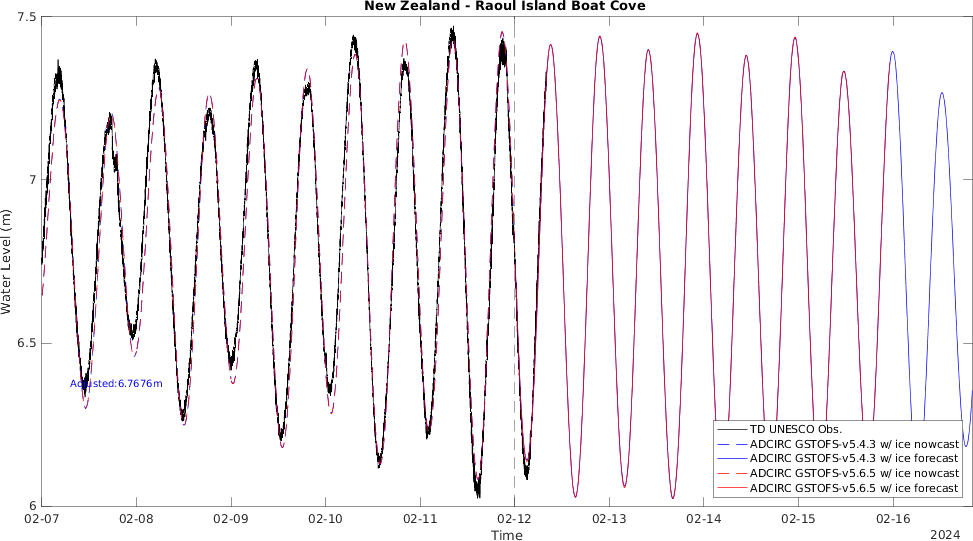 New Zealand - Raoul Island Boat Cove
7.5
7
6.5
6
Water Level (m)
Adjusted:6.7676m
TD UNESCO Obs.
ADCIRC GSTOFS-v5.4.3 w/ ice nowcast
ADCIRC GSTOFS-v5.4.3 w/ ice forecast
ADCIRC GSTOFS-v5.6.5 w/ ice nowcast
ADCIRC GSTOFS-v5.6.5 w/ ice forecast
02-07 02-08 02-09 02-10 02-11 02-12 02-13 02-14 02-15 02-16
Time
2024